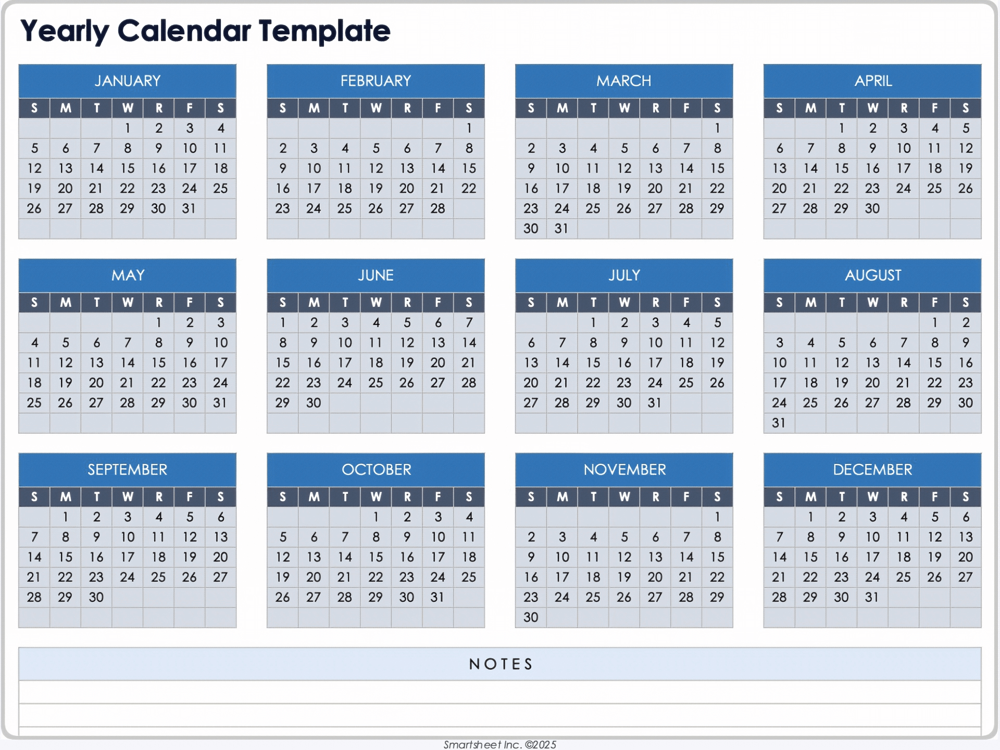 Yearly Calendar Template
JANUARY FEBRUARY MARCH APRIL
S M T W R F S S M T W R F S S M T W R F S S M T W R F S
1 2 3 4 1 1 1 2 3 4 5
5 6 7 8 9 10 11 2 3 4 5 6 7 8 2 3 4 5 6 7 8 6 7 8 9 10 11 12
12 13 14 15 16 17 18 9 10 11 12 13 14 15 9 10 11 12 13 14 15 13 14 15 16 17 18 19
19 20 21 22 23 24 25 16 17 18 19 20 21 22 16 17 18 19 20 21 22 20 21 22 23 24 25 26
26 27 28 29 30 31 23 24 25 26 27 28 23 24 25 26 27 28 29 27 28 29 30
30 31
MAY JUNE JULY AUGUST
S M T W R F S S M T W R F S S M T W R F S S M T W R F S
1 2 3 1 2 3 4 5 6 7 1 2 3 4 5 1 2
4 5 6 7 8 9 10 8 9 10 11 12 13 14 6 7 8 9 10 11 12 3 4 5 6 7 8 9
11 12 13 14 15 16 17 15 16 17 18 19 20 21 13 14 15 16 17 18 19 10 11 12 13 14 15 16
18 19 20 21 22 23 24 22 23 24 25 26 27 28 20 21 22 23 24 25 26 17 18 19 20 21 22 23
25 26 27 28 29 30 31 29 30 27 28 29 30 31 24 25 26 27 28 29 30
31
SEPTEMBER OCTOBER NOVEMBER DECEMBER
S M T W R F S S M T W R F S S M T W R F S S M T W R F S
1 2 3 4 5 6 1 2 3 4 1 1 2 3 4 5 6
7 8 9 10 11 12 13 5 6 7 8 9 10 11 2 3 4 5 6 7 8 7 8 9 10 11 12 13
14 15 16 17 18 19 20 12 13 14 15 16 17 18 9 10 11 12 13 14 15 14 15 16 17 18 19 20
21 22 23 24 25 26 27 19 20 21 22 23 24 25 16 17 18 19 20 21 22 21 22 23 24 25 26 27
28 29 30 26 27 28 29 30 31 23 24 25 26 27 28 29 28 29 30 31
30
NOTES
Smartsheet Inc. ©2025